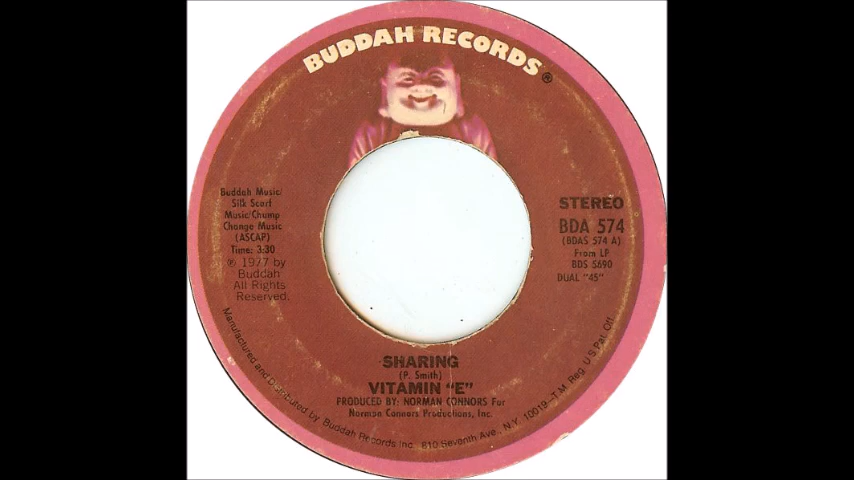 BUDDAH RECORDS®
Buddah Music/
Silk Scarf
Music/Chump
Change Music
(ASCAP)
Time: 3:30
℗ 1977 by
Buddah
All Rights
Reserved.
STEREO
BDA 574
(BDAS 574 A)
From LP
BDS 5690
DUAL "45"
SHARING
(P. Smith)
VITAMIN "E"
PRODUCED BY: NORMAN CONNORS For
Norman Connors Productions, Inc.
Manufactured and Distributed by Buddah Records Inc. 810 Seventh Ave., N.Y. 10019—T.M. Reg. U.S. Pat. Off.